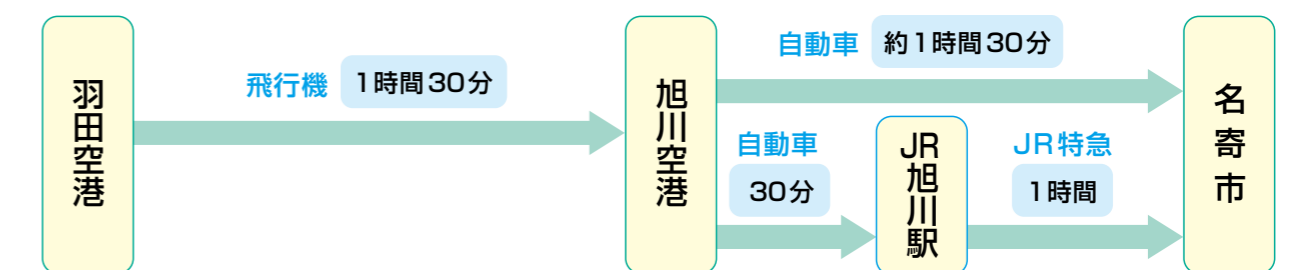 羽田空港
飛行機 1時間30分
旭川空港
自動車 約1時間30分
自動車
30分
JR旭川駅
JR特急
1時間
名寄市